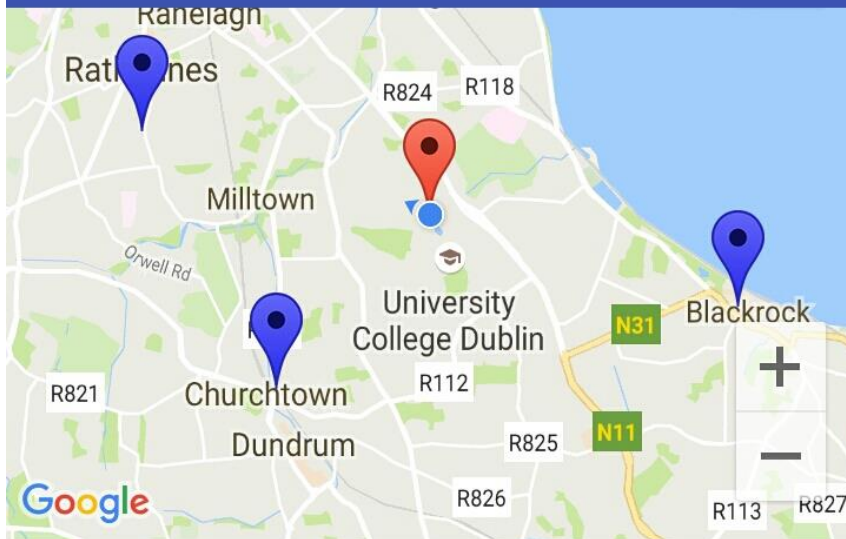 Ranelagh
R824
R118
Milltown
Orwell Rd
University
College Dublin
N31
Blackrock
R821
Churchtown
R112
Dundrum
R825
N11
Google
R826
R113
R827